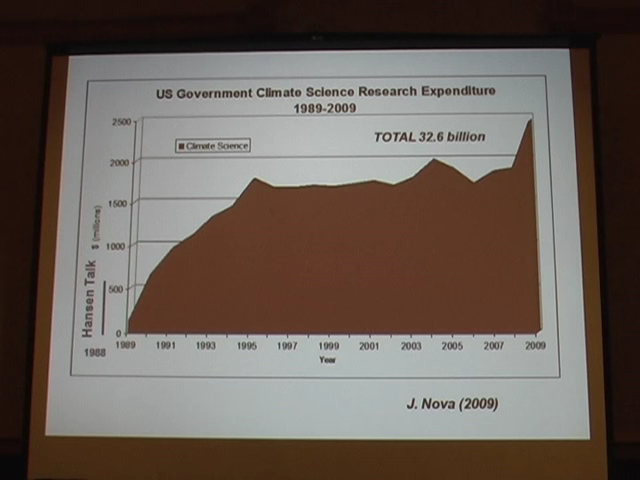 US Government Climate Science Research Expenditure
1989-2009
TOTAL 32.6 billion
Climate Science
2500
2000
1500
1000
500
0
$ (millions)
Hansen Talk
1988
1989 1991 1993 1995 1997 1999 2001 2003 2005 2007 2009
Year
J. Nova (2009)